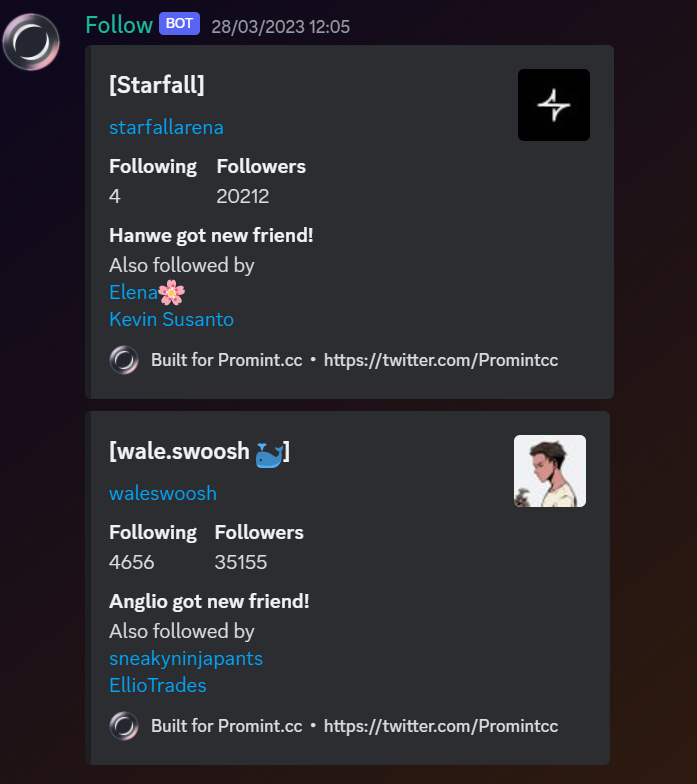 Follow BOT 28/03/2023 12:05
[Starfall]
starfallarena
Following Followers
4 20212
Hanwe got new friend!
Also followed by
Elena🌸
Kevin Susanto
Built for Promint.cc • https://twitter.com/Promintcc
[wale.swoosh 🐳]
waleswoosh
Following Followers
4656 35155
Anglio got new friend!
Also followed by
sneakyninjapants
EllioTrades
Built for Promint.cc • https://twitter.com/Promintcc